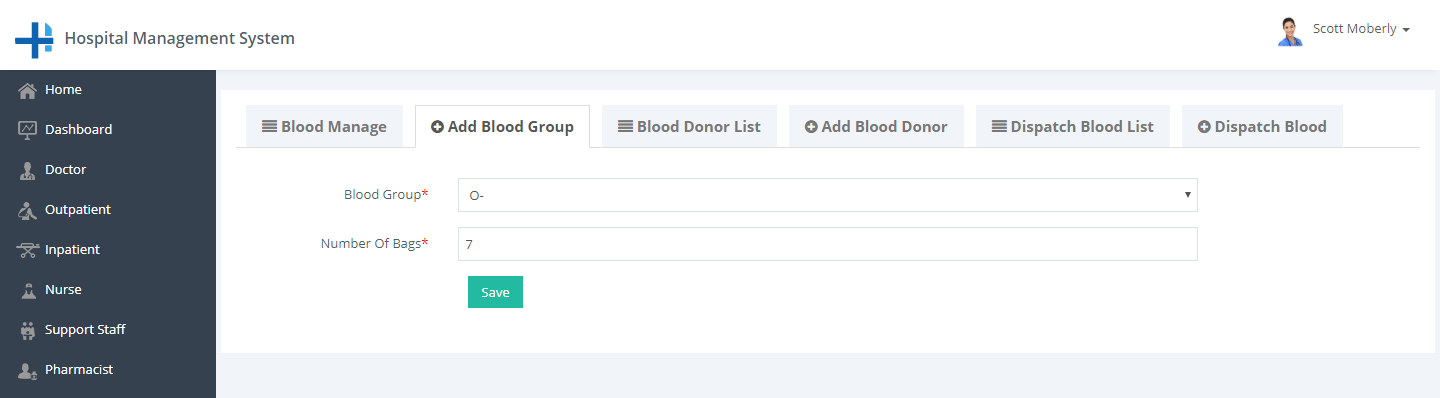 Hospital Management System
Scott Moberly
Home
Dashboard
Doctor
Outpatient
Inpatient
Nurse
Support Staff
Pharmacist
Blood Manage Add Blood Group Blood Donor List Add Blood Donor Dispatch Blood List Dispatch Blood
Blood Group* O-
Number Of Bags* 7
Save